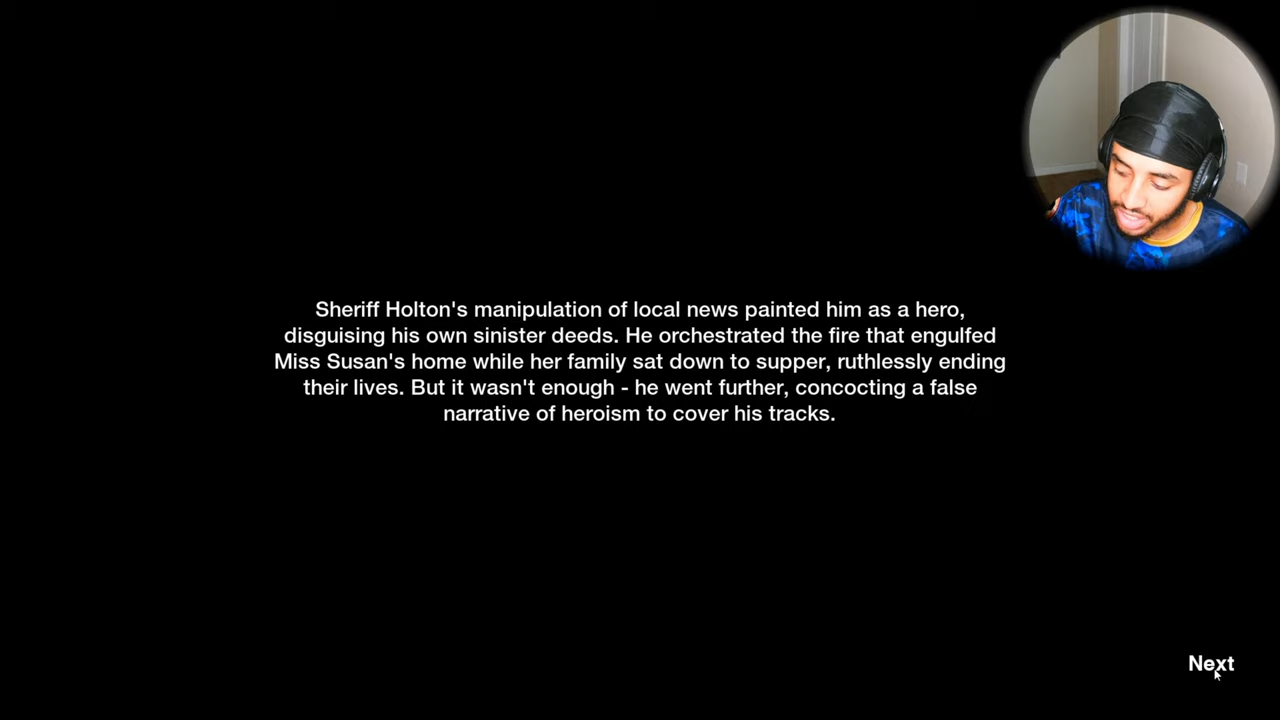 Sheriff Holton's manipulation of local news painted him as a hero,
disguising his own sinister deeds. He orchestrated the fire that engulfed
Miss Susan's home while her family sat down to supper, ruthlessly ending
their lives. But it wasn't enough - he went further, concocting a false
narrative of heroism to cover his tracks.
Next